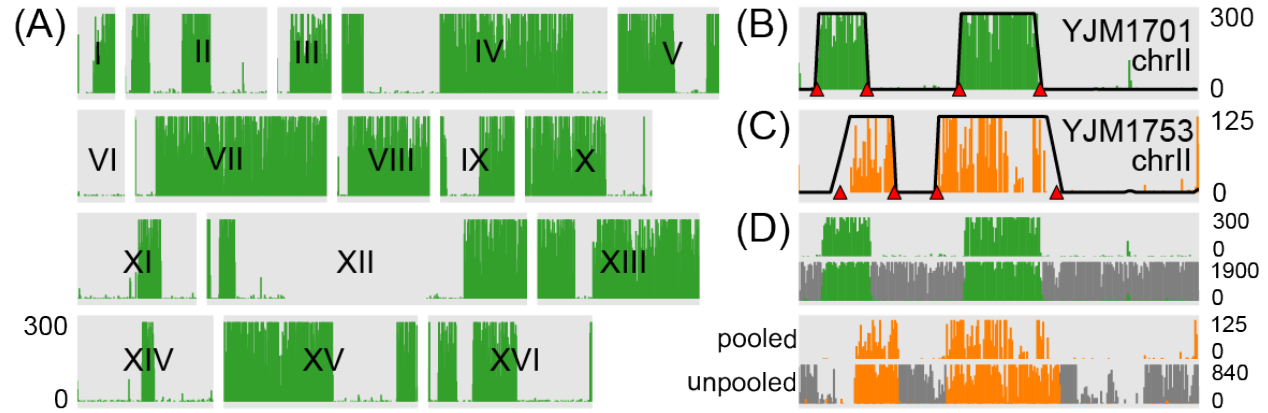 (A)
I II III IV V
VI VII VIII IX X
XI XII XIII
300
0
XIV XV XVI
(B)
YJM1701
chrII
300
0
(C)
YJM1753
chrII
125
0
(D)
300
0
1900
0
pooled
125
0
unpooled
840
0